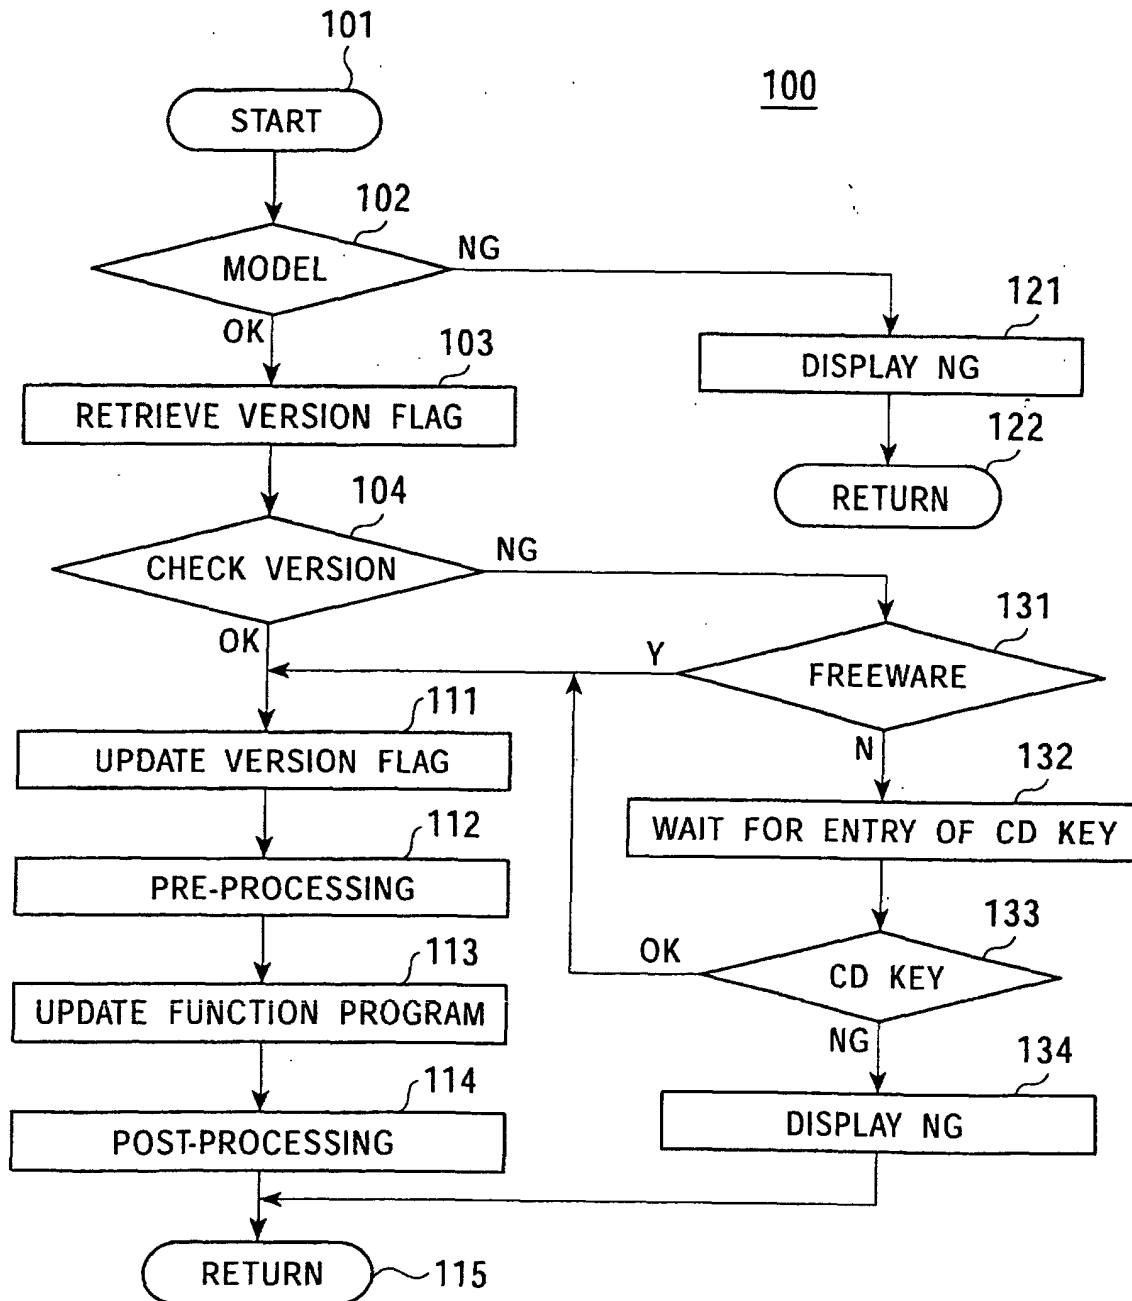 101
100
START
102
MODEL
NG
OK
121
DISPLAY NG
103
RETRIEVE VERSION FLAG
122
RETURN
104
CHECK VERSION
NG
OK
131
FREEWARE
Y
N
111
UPDATE VERSION FLAG
132
WAIT FOR ENTRY OF CD KEY
112
PRE-PROCESSING
133
CD KEY
OK
NG
113
UPDATE FUNCTION PROGRAM
134
DISPLAY NG
114
POST-PROCESSING
RETURN
115